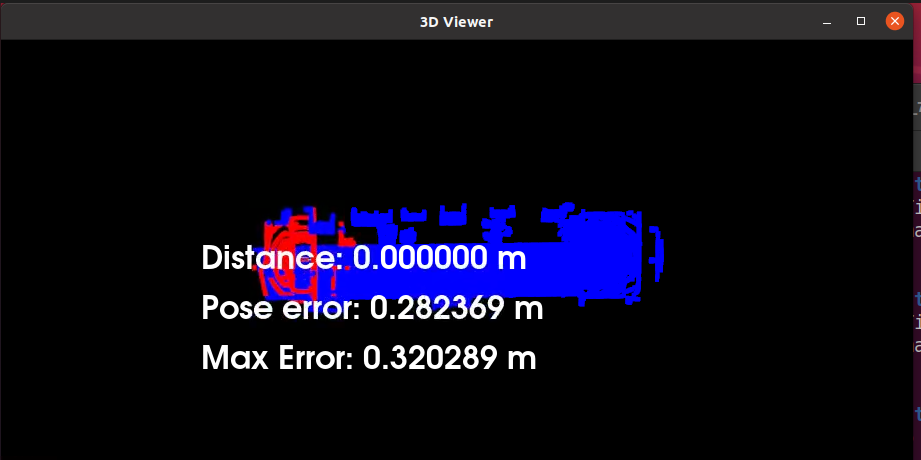 3D Viewer
Distance: 0.000000 m
Pose error: 0.282369 m
Max Error: 0.320289 m